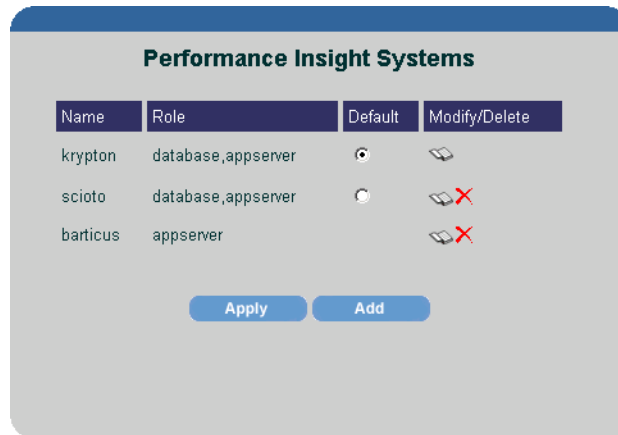 Performance Insight Systems
Name Role Default Modify/Delete
krypton database,appserver
scioto database,appserver
barticus appserver
Apply Add